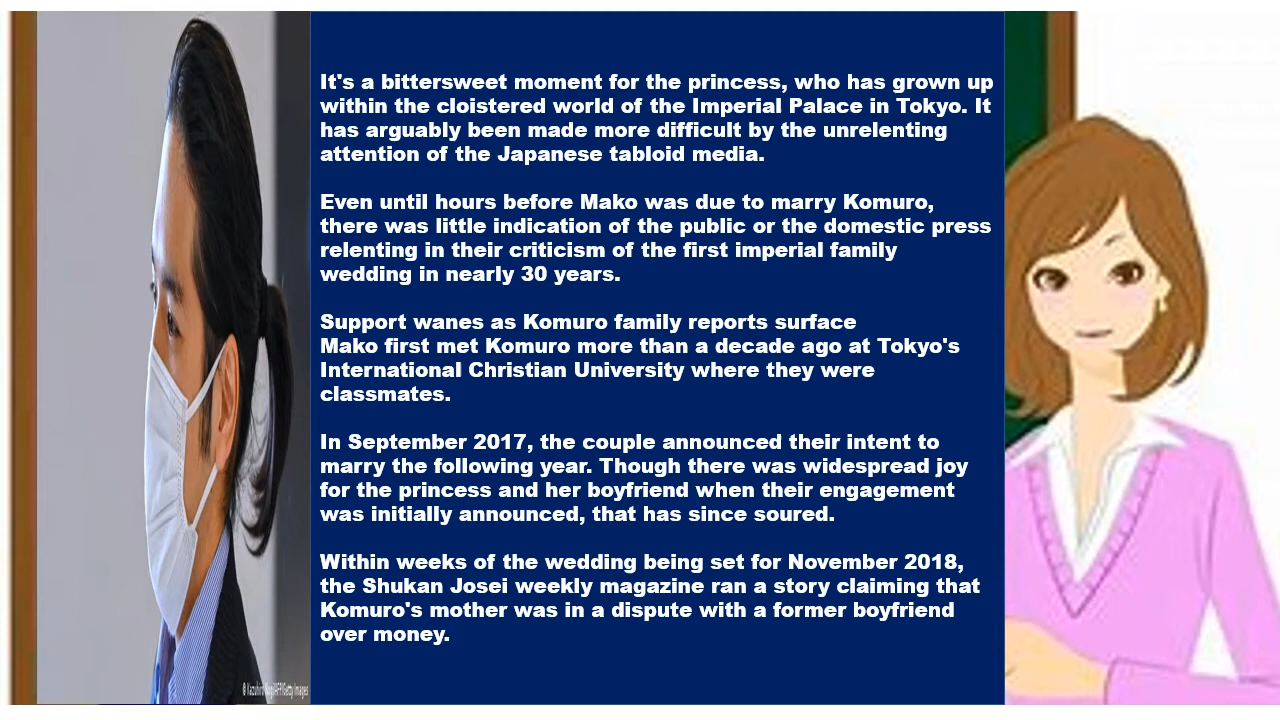 It's a bittersweet moment for the princess, who has grown up
within the cloistered world of the Imperial Palace in Tokyo. It
has arguably been made more difficult by the unrelenting
attention of the Japanese tabloid media.
Even until hours before Mako was due to marry Komuro,
there was little indication of the public or the domestic press
relenting in their criticism of the first imperial family
wedding in nearly 30 years.
Support wanes as Komuro family reports surface
Mako first met Komuro more than a decade ago at Tokyo's
International Christian University where they were
classmates.
In September 2017, the couple announced their intent to
marry the following year. Though there was widespread joy
for the princess and her boyfriend when their engagement
was initially announced, that has since soured.
Within weeks of the wedding being set for November 2018,
the Shukan Josei weekly magazine ran a story claiming that
Komuro's mother was in a dispute with a former boyfriend
over money.
Images